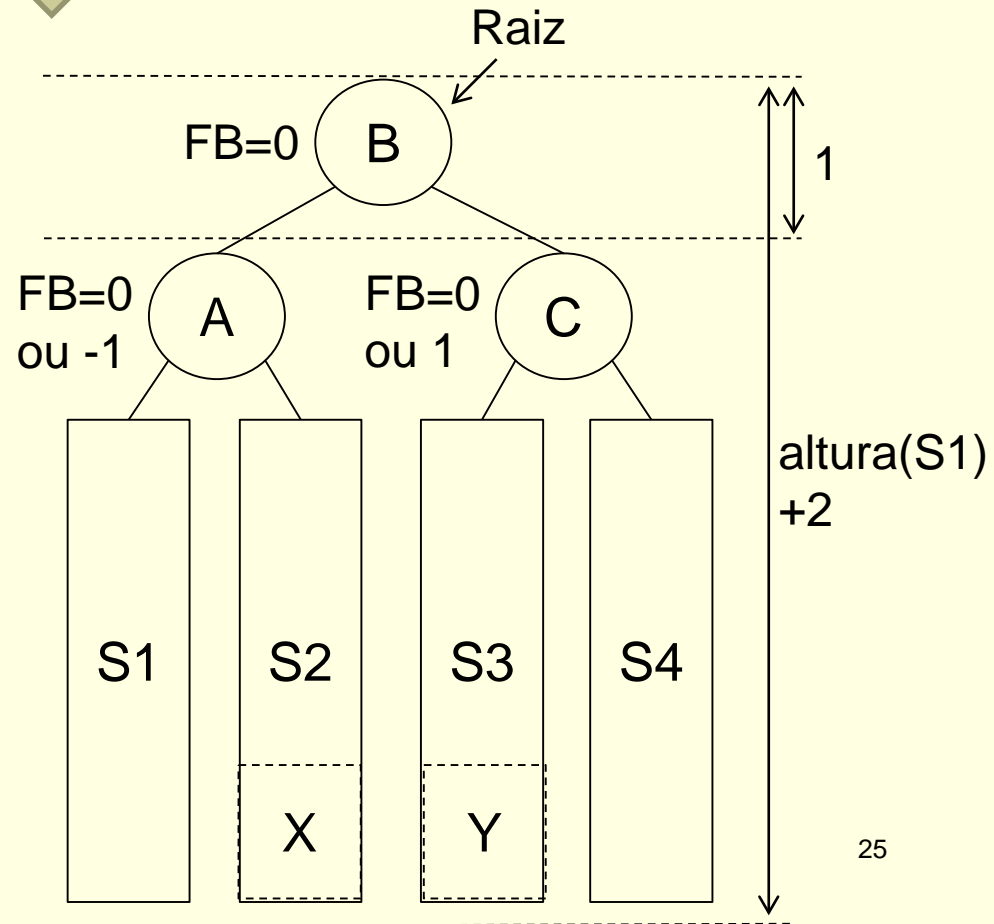 Raiz
FB=0
B
1
FB=0
ou -1
A
FB=0
ou 1
C
altura(S1)
+2
S1
S2
S3
S4
X
Y
25